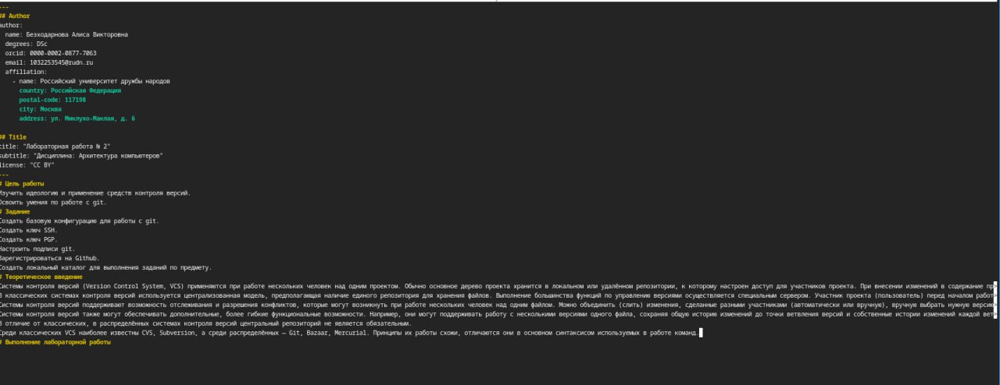 ---
## Author
author:
  name: Безходарнова Алиса Викторовна
  degrees: DSc
  orcid: 0000-0002-0877-7063
  email: 1032253545@rudn.ru
  affiliation:
    - name: Российский университет дружбы народов
      country: Российская Федерация
      postal-code: 117198
      city: Москва
      address: ул. Миклухо-Маклая, д. 6
## Title
title: "Лабораторная работа № 2"
subtitle: "Дисциплина: Архитектура компьютеров"
license: "CC BY"
---
# Цель работы
Изучить идеологию и применение средств контроля версий.
Освоить умения по работе с git.
# Задание
Создать базовую конфигурацию для работы с git.
Создать ключ SSH.
Создать ключ PGP.
Настроить подписи git.
Зарегистрироваться на Github.
Создать локальный каталог для выполнения заданий по предмету.
# Теоретическое введение
Системы контроля версий (Version Control System, VCS) применяются при работе нескольких человек над одним проектом. Обычно основное дерево проекта хранится в локальном или удалённом репозитории, к которому настроен доступ для участников проекта. При внесении изменений в содержание пр
В классических системах контроля версий используется централизованная модель, предполагающая наличие единого репозитория для хранения файлов. Выполнение большинства функций по управлению версиями осуществляется специальным сервером. Участник проекта (пользователь) перед началом работ
Системы контроля версий поддерживают возможность отслеживания и разрешения конфликтов, которые могут возникнуть при работе нескольких человек над одним файлом. Можно объединить (слить) изменения, сделанные разными участниками (автоматически или вручную), вручную выбрать нужную версию
Системы контроля версий также могут обеспечивать дополнительные, более гибкие функциональные возможности. Например, они могут поддерживать работу с несколькими версиями одного файла, сохраняя общую историю изменений до точки ветвления версий и собственные истории изменений каждой вет
В отличие от классических, в распределённых системах контроля версий центральный репозиторий не является обязательным.
Среди классических VCS наиболее известны CVS, Subversion, а среди распределённых — Git, Bazaar, Mercurial. Принципы их работы схожи, отличаются они в основном синтаксисом используемых в работе команд.
# Выполнение лабораторной работы